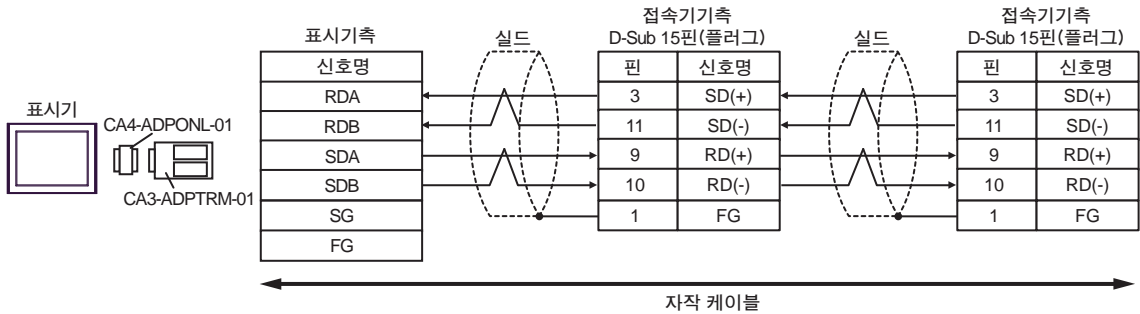 표시기
CA4-ADPONL-01
CA3-ADPTRM-01
표시기측
신호명
RDA
RDB
SDA
SDB
SG
FG
실드
접속기기측
D-Sub 15핀(플러그)
핀 신호명
3 SD(+)
11 SD(-)
9 RD(+)
10 RD(-)
1 FG
실드
접속기기측
D-Sub 15핀(플러그)
핀 신호명
3 SD(+)
11 SD(-)
9 RD(+)
10 RD(-)
1 FG
자작 케이블